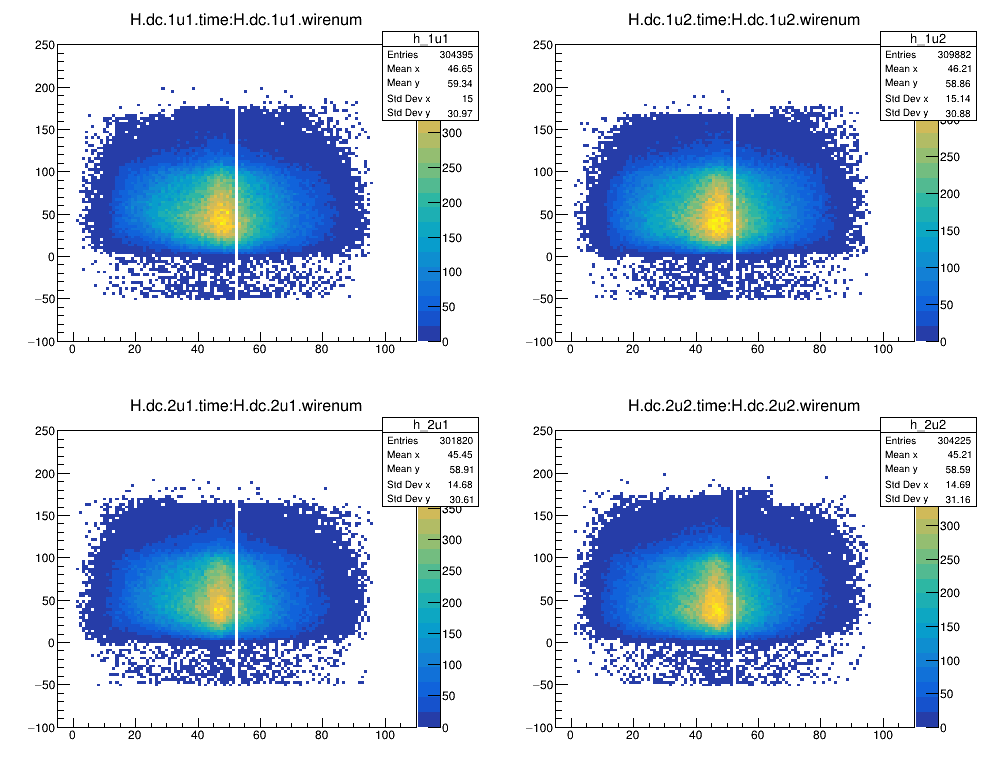 H.dc.1u1.time:H.dc.1u1.wirenum
h_1u1
Entries 304395
Mean x 46.65
Mean y 59.34
Std Dev x 15
Std Dev y 30.97
250
200
150
100
50
0
−50
−100
0 20 40 60 80 100
300
250
200
150
100
50
0
H.dc.1u2.time:H.dc.1u2.wirenum
h_1u2
Entries 309882
Mean x 46.21
Mean y 58.86
Std Dev x 15.14
Std Dev y 30.88
250
200
150
100
50
0
−50
−100
0 20 40 60 80 100
300
250
200
150
100
50
0
H.dc.2u1.time:H.dc.2u1.wirenum
h_2u1
Entries 301820
Mean x 45.45
Mean y 58.91
Std Dev x 14.68
Std Dev y 30.61
250
200
150
100
50
0
−50
−100
0 20 40 60 80 100
350
300
250
200
150
100
50
0
H.dc.2u2.time:H.dc.2u2.wirenum
h_2u2
Entries 304225
Mean x 45.21
Mean y 58.59
Std Dev x 14.69
Std Dev y 31.16
250
200
150
100
50
0
−50
−100
0 20 40 60 80 100
300
250
200
150
100
50
0